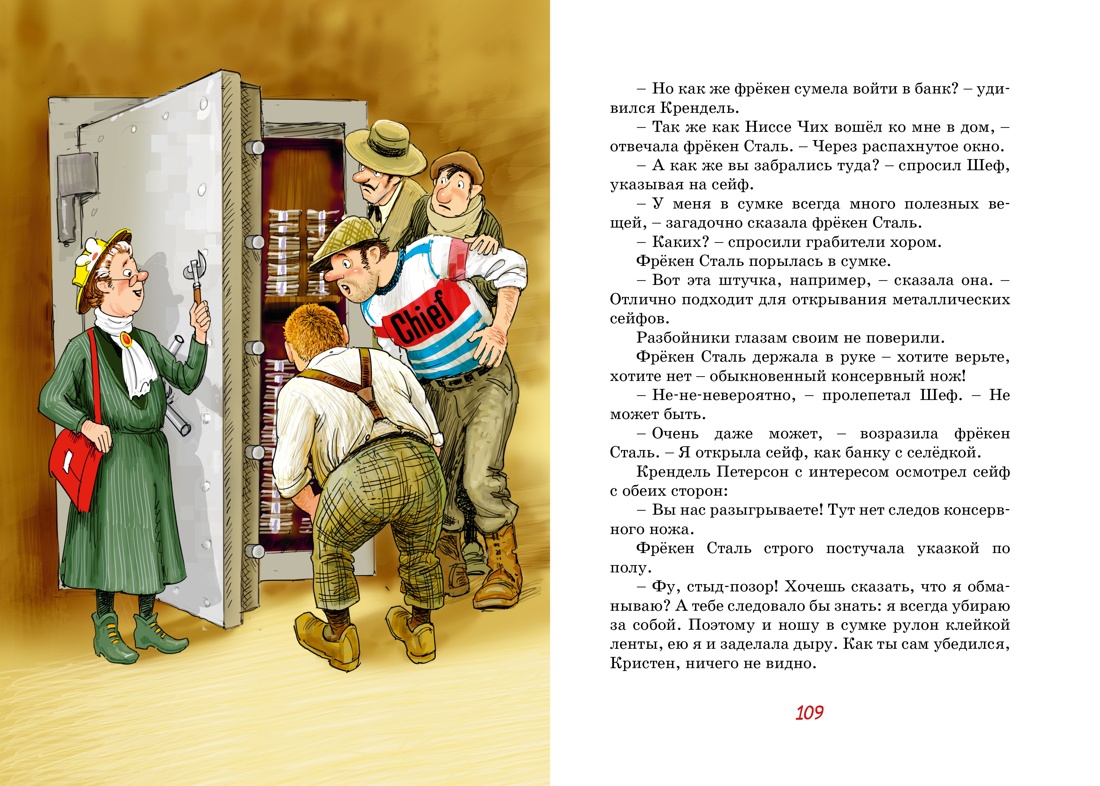 Chief
– Но как же фрёкен сумела войти в банк? – уди-
вился Крендель.
– Так же как Ниссе Чих вошёл ко мне в дом, –
отвечала фрёкен Сталь. – Через распахнутое окно.
– А как же вы забрались туда? – спросил Шеф,
указывая на сейф.
– У меня в сумке всегда много полезных ве-
щей, – загадочно сказала фрёкен Сталь.
– Каких? – спросили грабители хором.
Фрёкен Сталь порылась в сумке.
– Вот эта штучка, например, – сказала она. –
Отлично подходит для открывания металлических
сейфов.
Разбойники глазам своим не поверили.
Фрёкен Сталь держала в руке – хотите верьте,
хотите нет – обыкновенный консервный нож!
– Не-не-невероятно, – пролепетал Шеф. – Не
может быть.
– Очень даже может, – возразила фрёкен
Сталь. – Я открыла сейф, как банку с селёдкой.
Крендель Петерсон с интересом осмотрел сейф
с обеих сторон:
– Вы нас разыгрываете! Тут нет следов консерв-
ного ножа.
Фрёкен Сталь строго постучала указкой по
полу.
– Фу, стыд-позор! Хочешь сказать, что я обма-
нываю? А тебе следовало бы знать: я всегда убираю
за собой. Поэтому и ношу в сумке рулон клейкой
ленты, ею я и заделала дыру. Как ты сам убедился,
Кристен, ничего не видно.
109